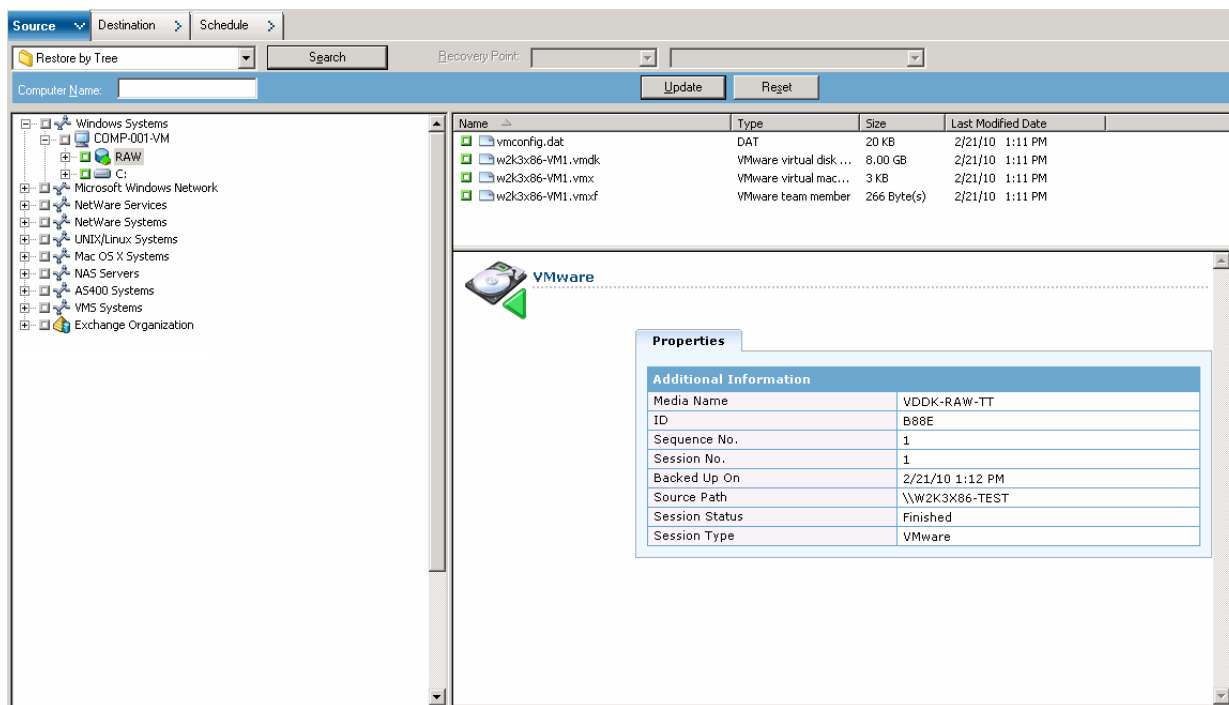 Source Destination Schedule
Restore by Tree Search Recovery Point:
Computer Name: Update Reset
Windows Systems
COMP-001-VM
RAW
C:
Microsoft Windows Network
NetWare Services
NetWare Systems
UNIX/Linux Systems
Mac OS X Systems
NAS Servers
AS400 Systems
VMS Systems
Exchange Organization
Name Type Size Last Modified Date
vmconfig.dat DAT 20 KB 2/21/10 1:11 PM
w2k3x86-VM1.vmdk VMware virtual disk ... 8.00 GB 2/21/10 1:11 PM
w2k3x86-VM1.vmx VMware virtual mac... 3 KB 2/21/10 1:11 PM
w2k3x86-VM1.vmxf VMware team member 266 Byte(s) 2/21/10 1:11 PM
VMware
Properties
Additional Information
Media Name VDDK-RAW-TT
ID B88E
Sequence No. 1
Session No. 1
Backed Up On 2/21/10 1:12 PM
Source Path \\W2K3X86-TEST
Session Status Finished
Session Type VMware